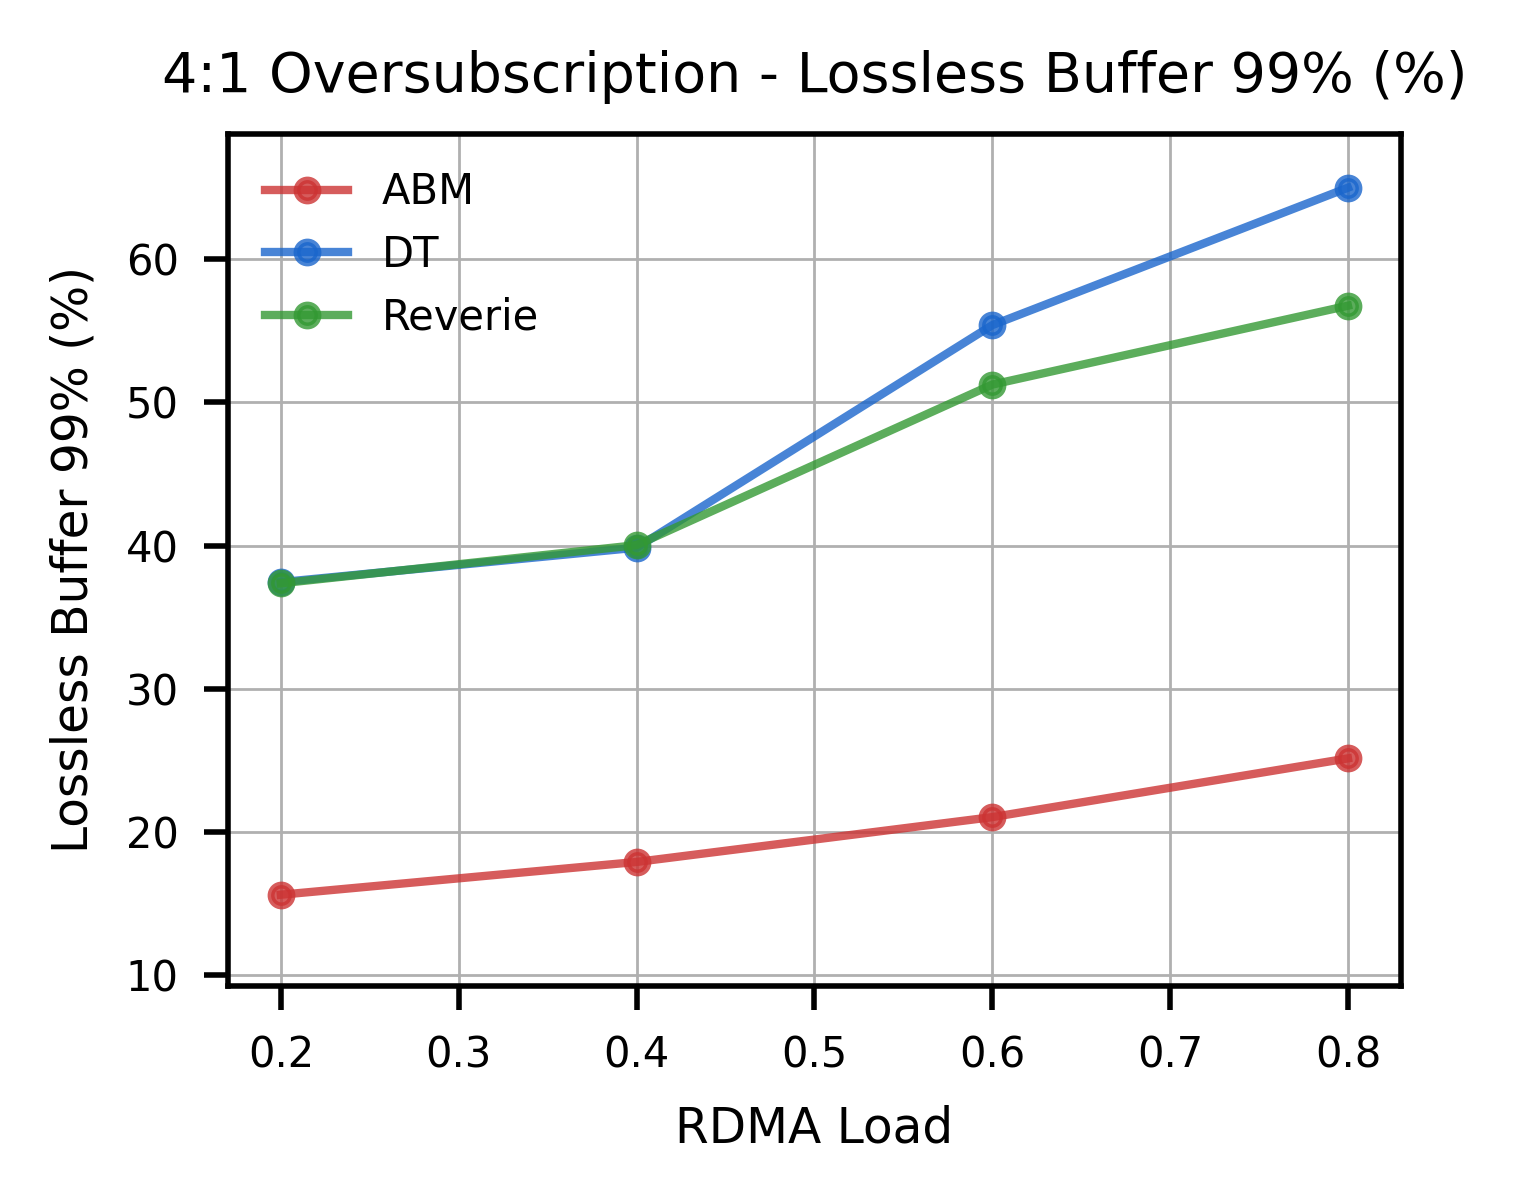 4:1 Oversubscription - Lossless Buffer 99% (%)
ABM
DT
Reverie
Lossless Buffer 99% (%)
60
50
40
30
20
10
0.2 0.3 0.4 0.5 0.6 0.7 0.8
RDMA Load